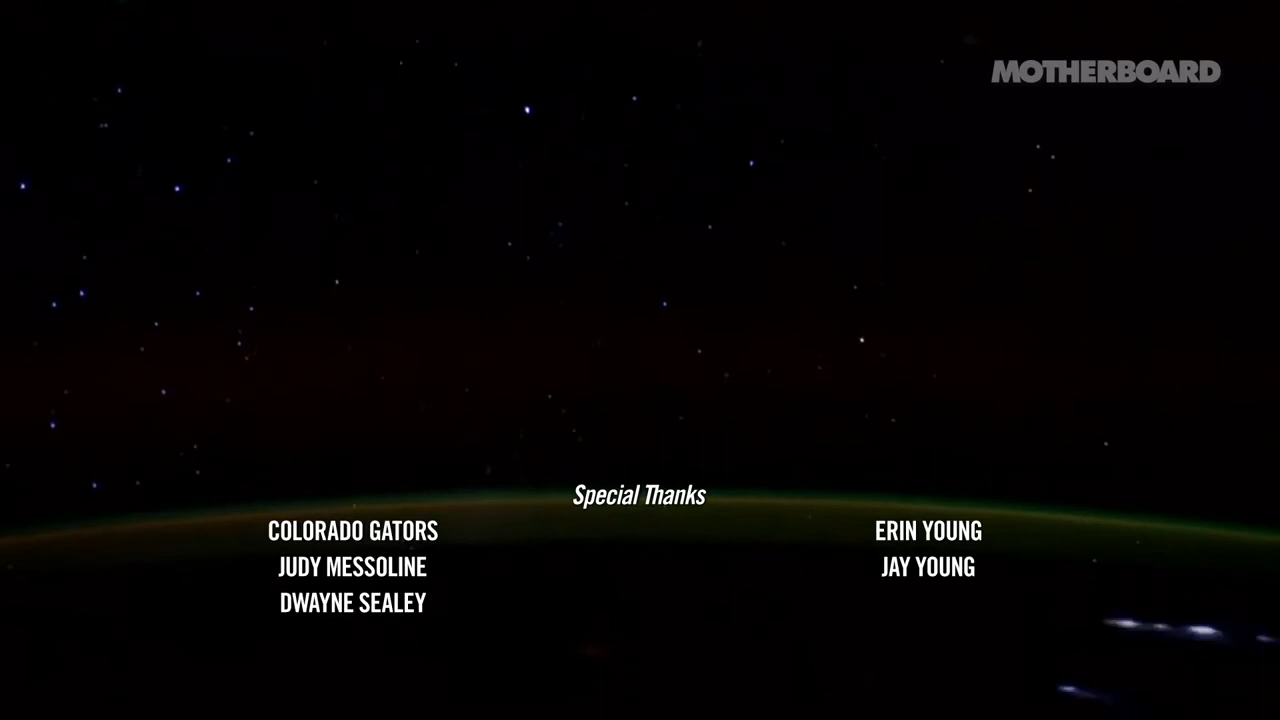 MOTHERBOARD
Special Thanks
COLORADO GATORS
JUDY MESSOLINE
DWAYNE SEALEY
ERIN YOUNG
JAY YOUNG